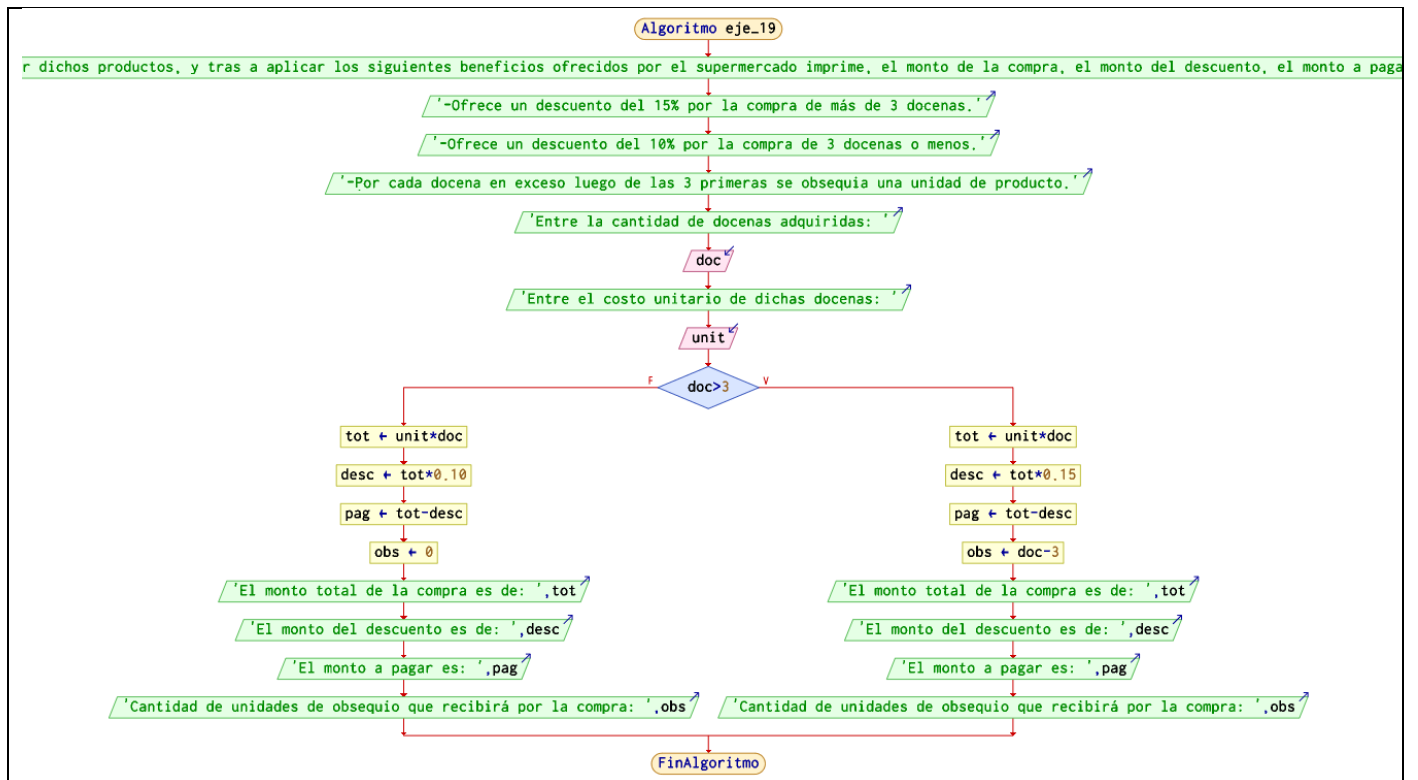 Algoritmo eje_19
r dichos productos, y tras a aplicar los siguientes beneficios ofrecidos por el supermercado imprime, el monto de la compra, el monto del descuento, el monto a paga
'-Ofrece un descuento del 15% por la compra de más de 3 docenas.'
'-Ofrece un descuento del 10% por la compra de 3 docenas o menos.'
'-Por cada docena en exceso luego de las 3 primeras se obsequia una unidad de producto.'
'Entre la cantidad de docenas adquiridas: '
doc
'Entre el costo unitario de dichas docenas: '
unit
F
doc>3
V
tot ← unit*doc
desc ← tot*0.10
pag ← tot-desc
obs ← 0
'El monto total de la compra es de: ',tot
'El monto del descuento es de: ',desc
'El monto a pagar es: ',pag
'Cantidad de unidades de obsequio que recibirá por la compra: ',obs
tot ← unit*doc
desc ← tot*0.15
pag ← tot-desc
obs ← doc-3
'El monto total de la compra es de: ',tot
'El monto del descuento es de: ',desc
'El monto a pagar es: ',pag
'Cantidad de unidades de obsequio que recibirá por la compra: ',obs
FinAlgoritmo